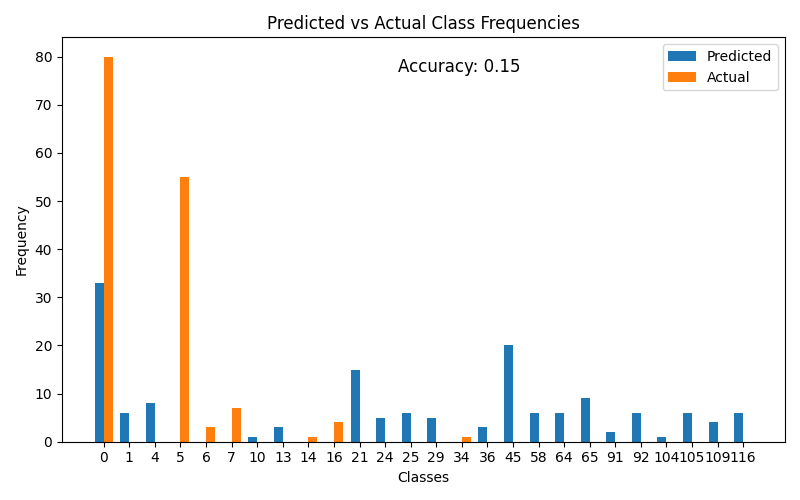 Predicted vs Actual Class Frequencies
Accuracy: 0.15
Predicted
Actual
80
70
60
50
40
30
20
10
0
Frequency
0 1 4 5 6 7 10 13 14 16 21 24 25 29 34 36 45 58 64 65 91 92 104 105 109 116
Classes